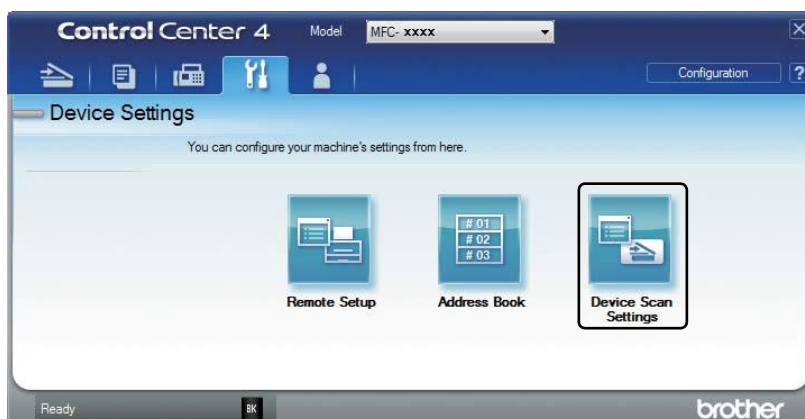 Control Center 4 Model MFC- xxxx
Configuration ?
Device Settings
You can configure your machine's settings from here.
# 01
# 02
# 03
Remote Setup Address Book Device Scan
Settings
Ready BK brother